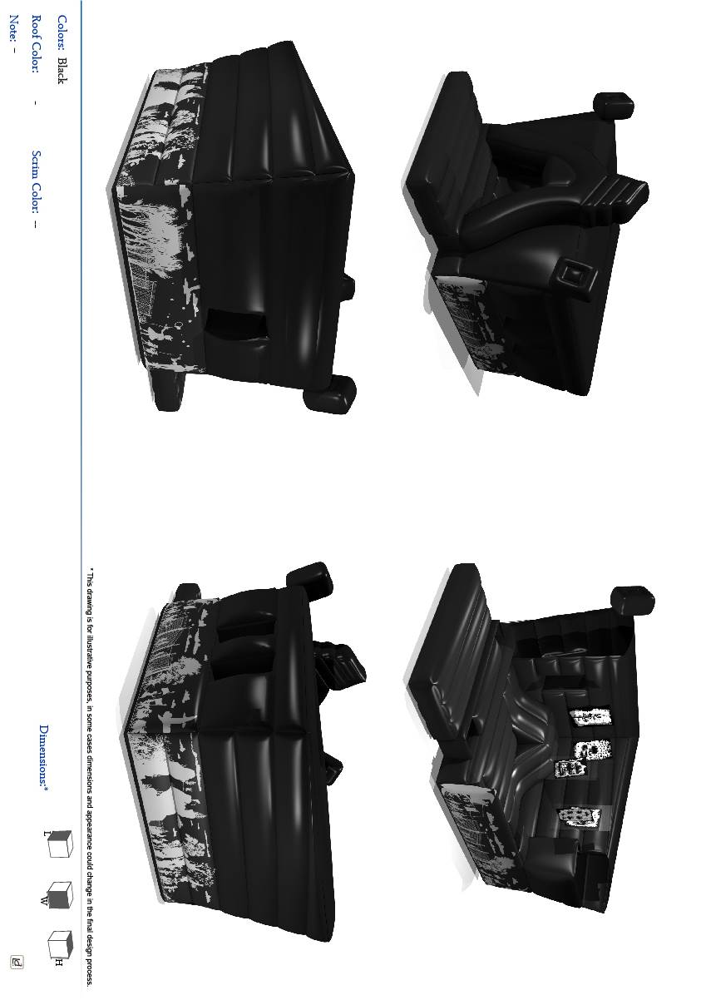 * This drawing is for illustrative purposes, in some cases dimensions and appearance could change in the final design process.
Colors: Black
Roof Color: -
Scrim Color: --
Note: -
Dimensions:*
L
W
H